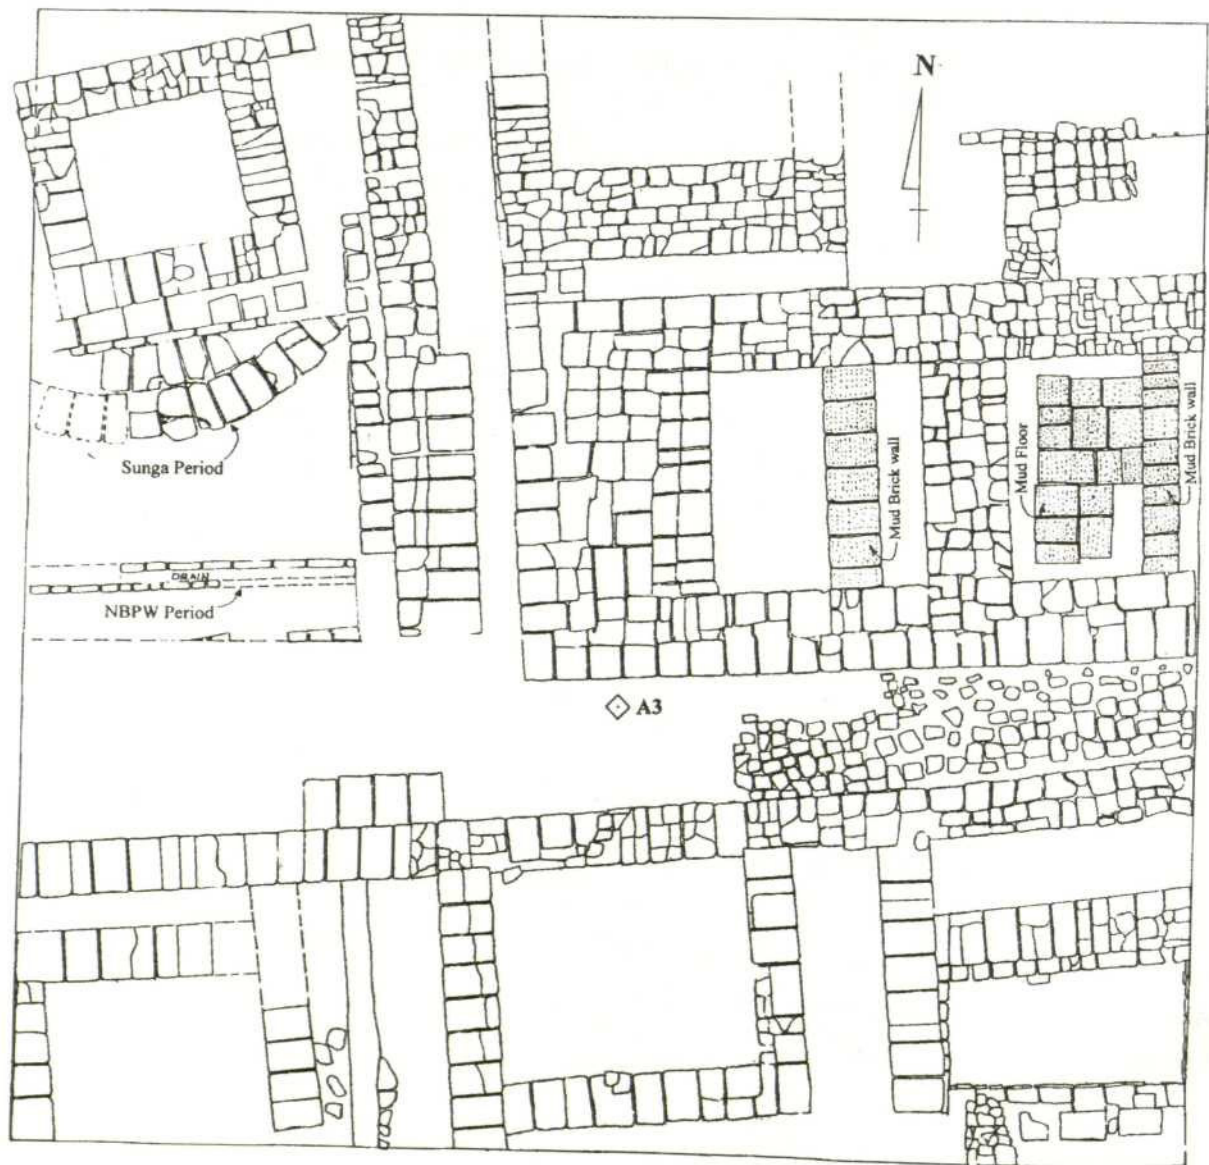 N
Sunga Period
Mud Brick wall
Mud Floor
Mud Brick wall
DRAIN
NBPW Period
A3